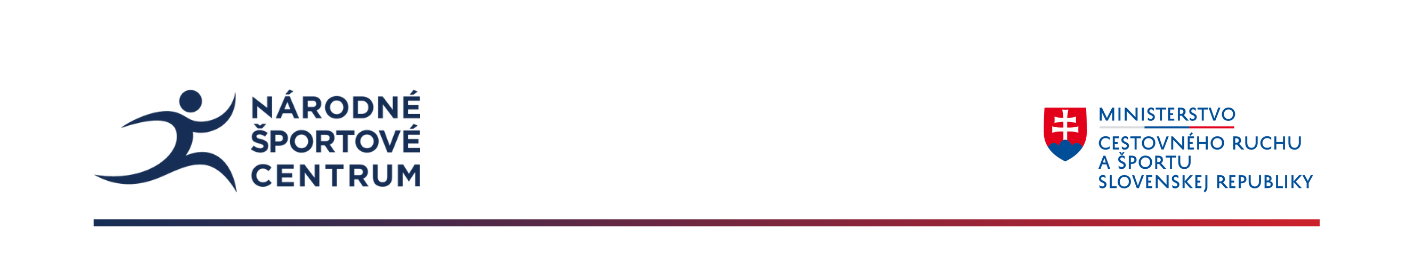 NÁRODNÉ
ŠPORTOVÉ
CENTRUM
MINISTERSTVO
CESTOVNÉHO RUCHU
A ŠPORTU
SLOVENSKEJ REPUBLIKY